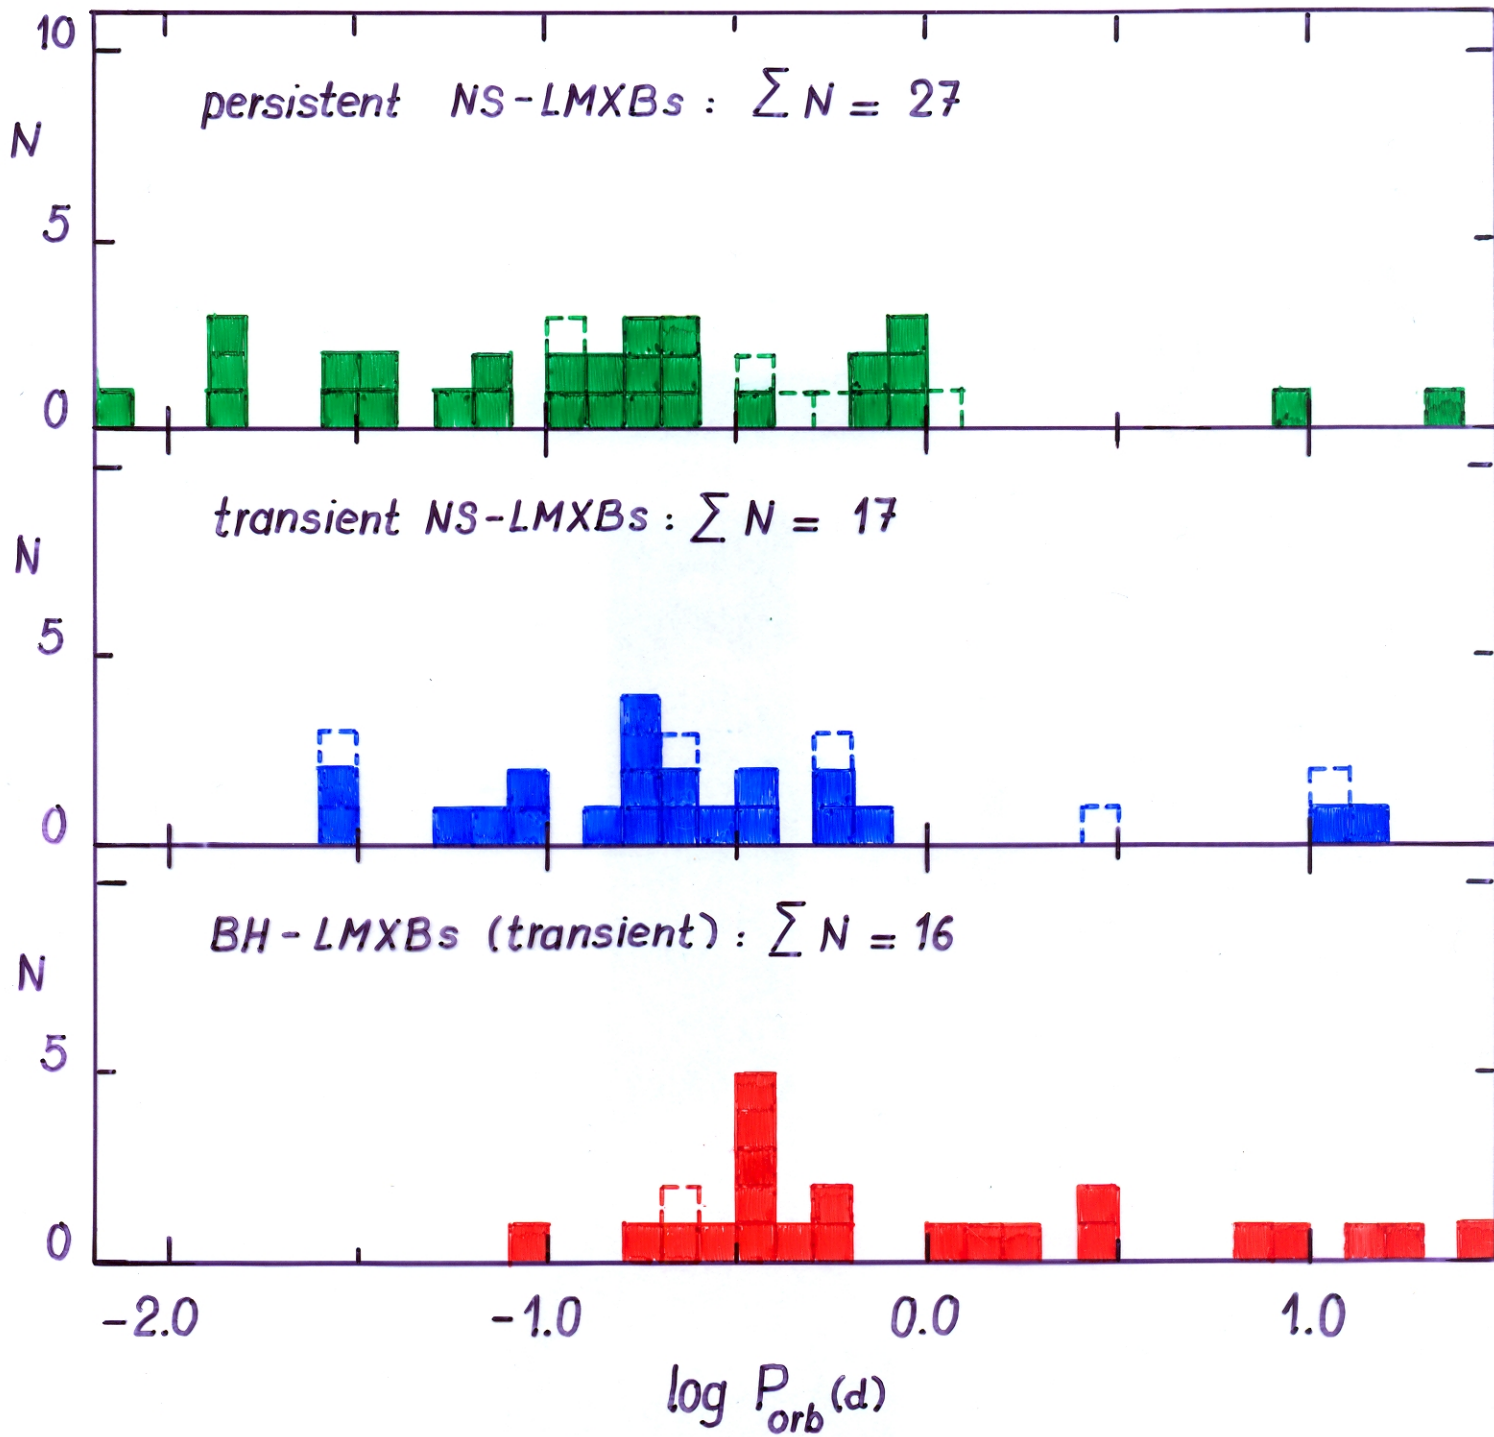 10
persistent NS-LMXBs : ∑ N = 27
N
5
0
transient NS-LMXBs : ∑ N = 17
N
5
0
BH-LMXBs (transient) : ∑ N = 16
N
5
0
-2.0 -1.0 0.0 1.0
log Porb (d)